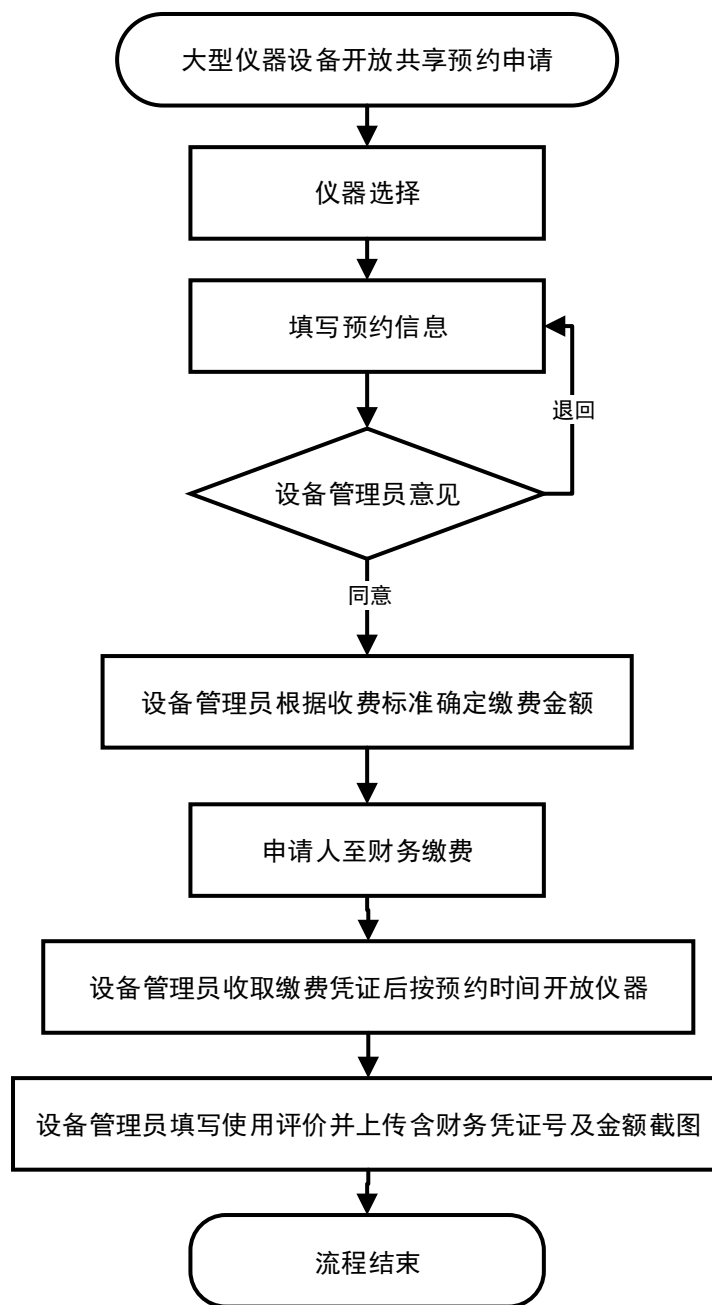 大型仪器设备开放共享预约申请
仪器选择
填写预约信息
退回
设备管理员意见
同意
设备管理员根据收费标准确定缴费金额
申请人至财务缴费
设备管理员收取缴费凭证后按预约时间开放仪器
设备管理员填写使用评价并上传含财务凭证号及金额截图
流程结束